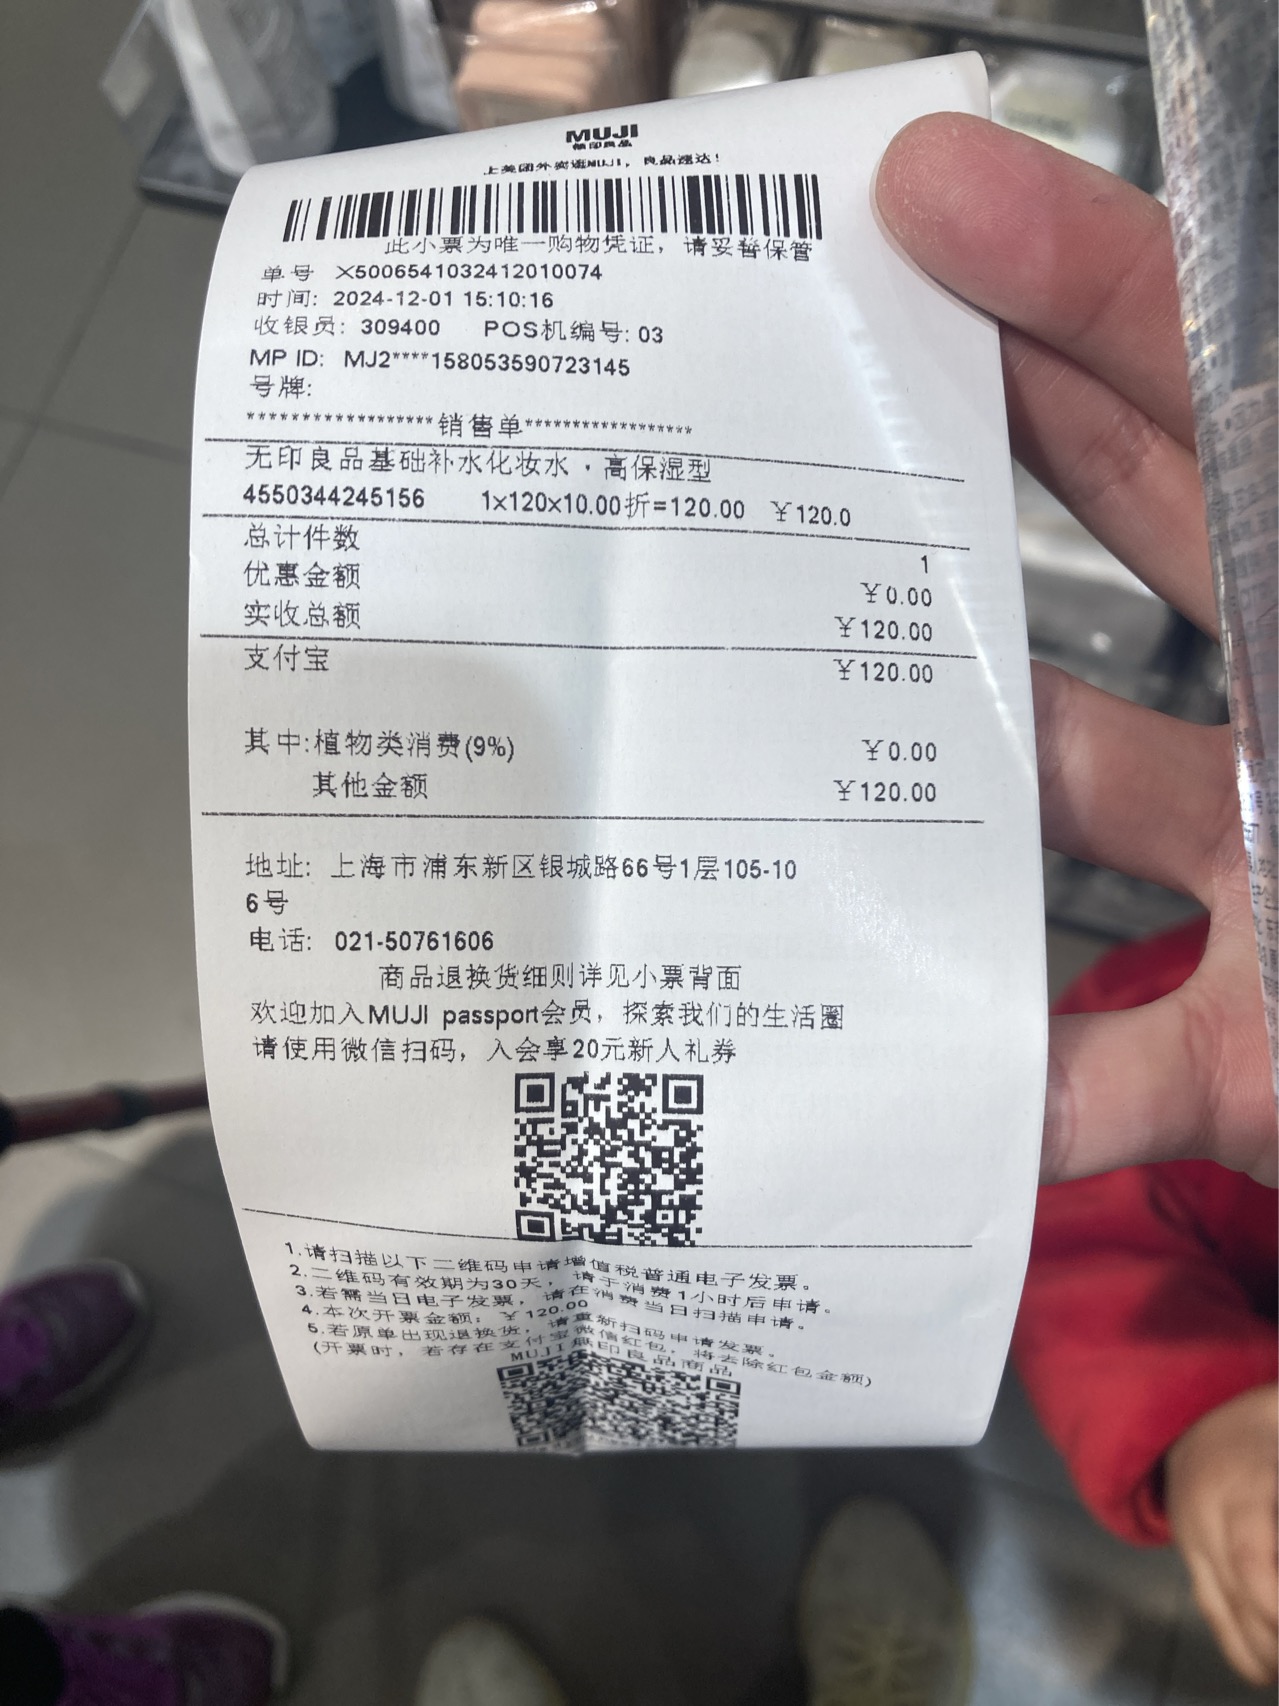 MUJI
無印良品
上美团外卖逛MUJI，良品速达！
此小票为唯一购物凭证，请妥善保管
单号 X5006541032412010074
时间: 2024-12-01 15:10:16
收银员: 309400 POS机编号: 03
MP ID: MJ2****158053590723145
号牌:
******************销售单*****************
无印良品基础补水化妆水·高保湿型
4550344245156 1x120x10.00折=120.00 ￥120.0
总计件数 1
优惠金额 ￥0.00
实收总额 ￥120.00
支付宝 ￥120.00
其中:植物类消费(9%) ￥0.00
其他金额 ￥120.00
地址: 上海市浦东新区银城路66号1层105-10
6号
电话: 021-50761606
商品退换货细则详见小票背面
欢迎加入MUJI passport会员，探索我们的生活圈
请使用微信扫码，入会享20元新人礼券
1.请扫描以下二维码申请增值税普通电子发票。
2.二维码有效期为30天，请于消费1小时后申请。
3.若需当日电子发票，请在消费当日扫描申请。
4.本次开票金额: ￥120.00
5.若原单出现退换货，请重新扫码申请发票。
(开票时，若存在支付宝微信红包，将去除红包金额)
MUJI無印良品商品